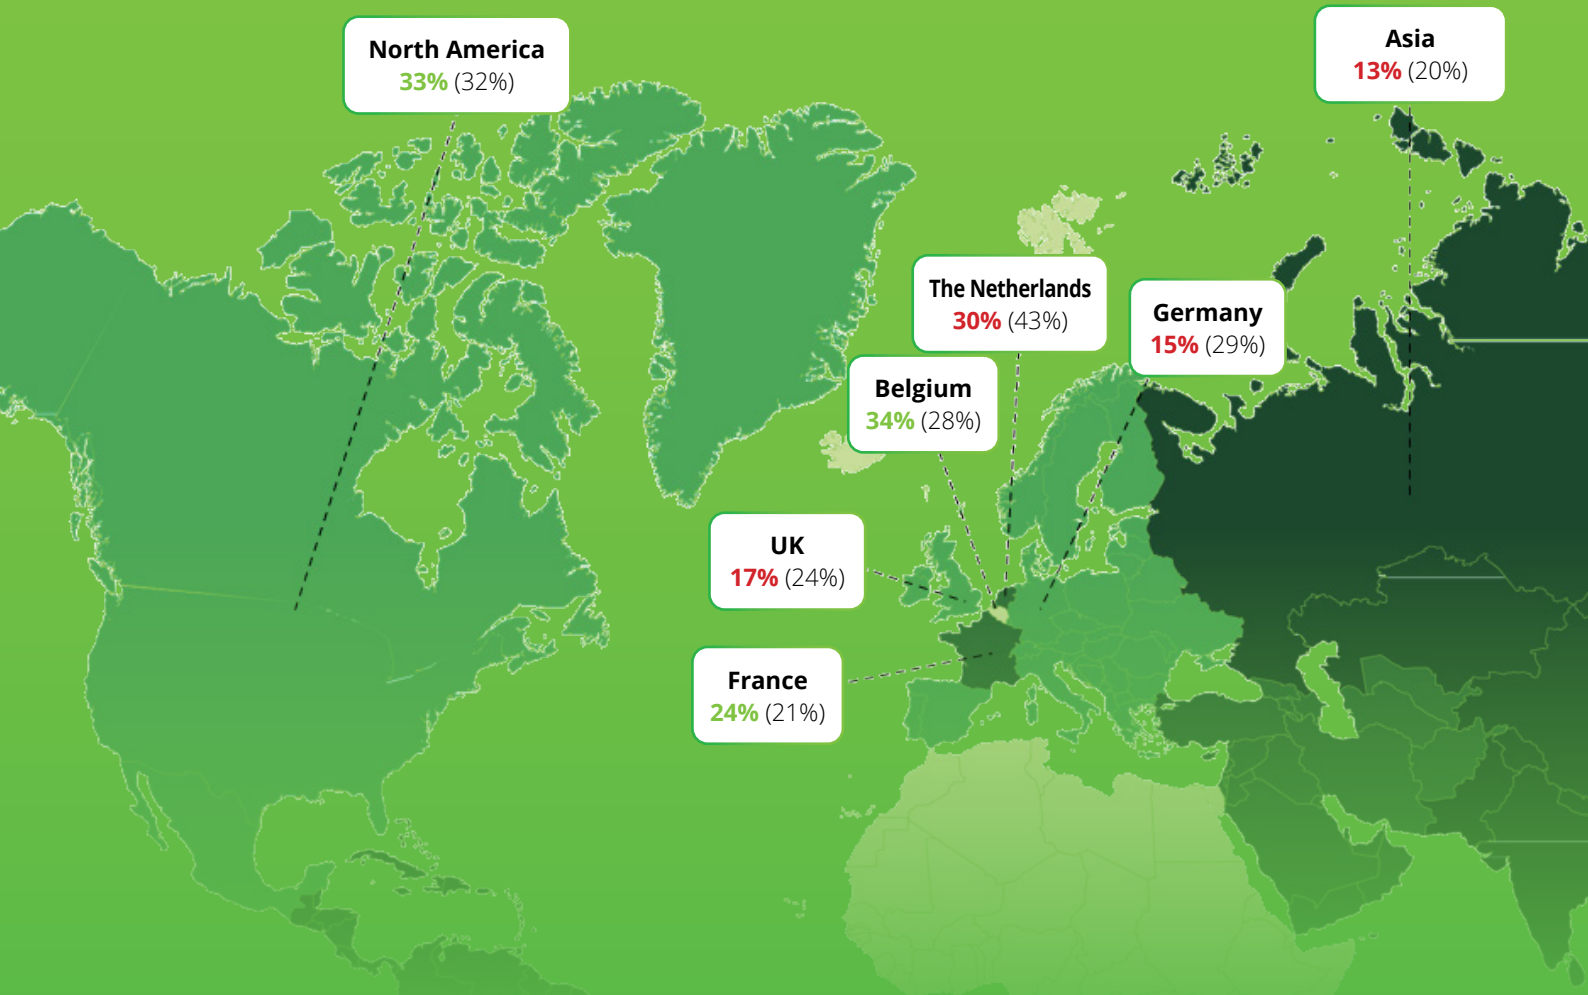 North America
33% (32%)
Asia
13% (20%)
The Netherlands
30% (43%)
Germany
15% (29%)
Belgium
34% (28%)
UK
17% (24%)
France
24% (21%)